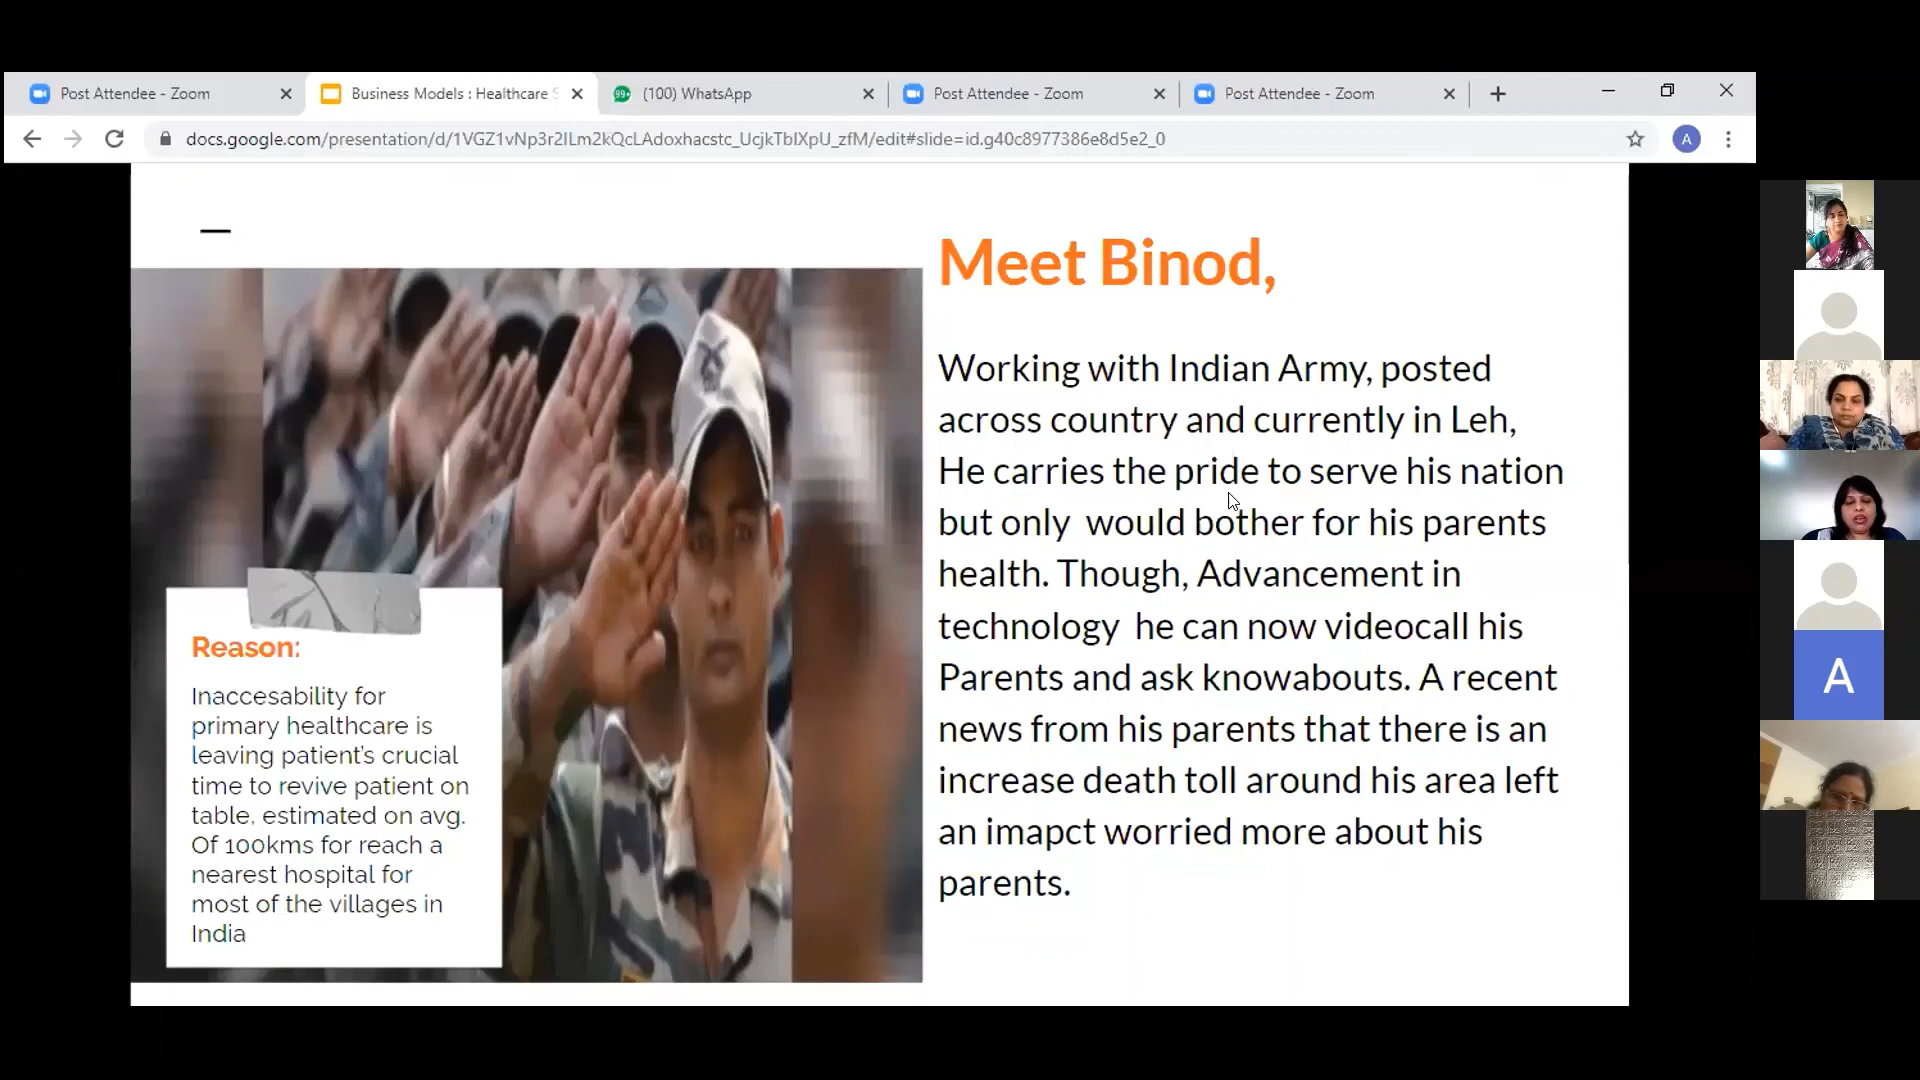 Post Attendee - Zoom
Business Models : Healthcare S
99+
(100) WhatsApp
Post Attendee - Zoom
Post Attendee - Zoom
docs.google.com/presentation/d/1VGZ1vNp3r2lLm2kQcLAdoxhacstc_UcjkTbIXpU_zfM/edit#slide=id.g40c8977386e8d5e2_0
A
Meet Binod,
Working with Indian Army, posted
across country and currently in Leh,
He carries the pride to serve his nation
but only would bother for his parents
health. Though, Advancement in
technology he can now videocall his
Parents and ask knowabouts. A recent
news from his parents that there is an
increase death toll around his area left
an imapct worried more about his
parents.
Reason:
Inaccesability for
primary healthcare is
leaving patient's crucial
time to revive patient on
table, estimated on avg.
Of 100kms for reach a
nearest hospital for
most of the villages in
India
A